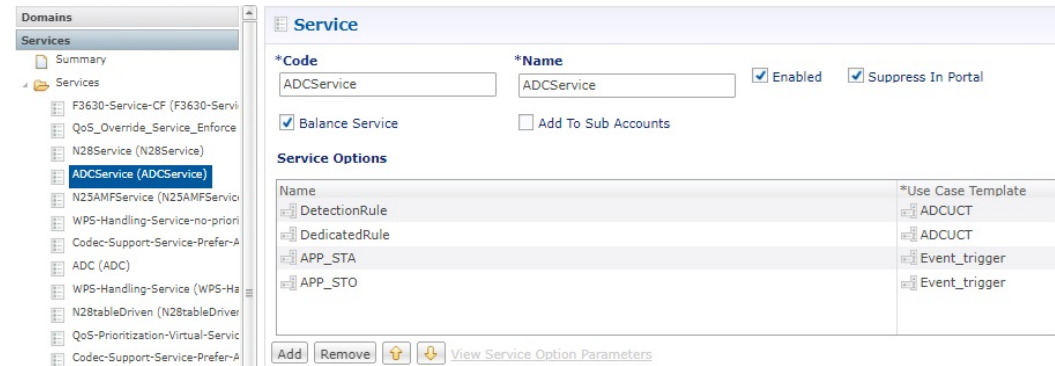 Domains
Services
Summary
Services
F3630-Service-CF (F3630-Servi
QoS_Override_Service_Enforce
N28Service (N28Service)
ADCService (ADCService)
N25AMFService (N25AMFService
WPS-Handling-Service-no-priori
Codec-Support-Service-Prefer-A
ADC (ADC)
WPS-Handling-Service (WPS-Ha
N28tableDriven (N28tableDriven
QoS-Prioritization-Virtual-Servic
Codec-Support-Service-Prefer-A
Service
*Code *Name
ADCService ADCService Enabled Suppress In Portal
Balance Service Add To Sub Accounts
Service Options
Name *Use Case Template
DetectionRule ADCUCT
DedicatedRule ADCUCT
APP_STA Event_trigger
APP_STO Event_trigger
Add Remove View Service Option Parameters